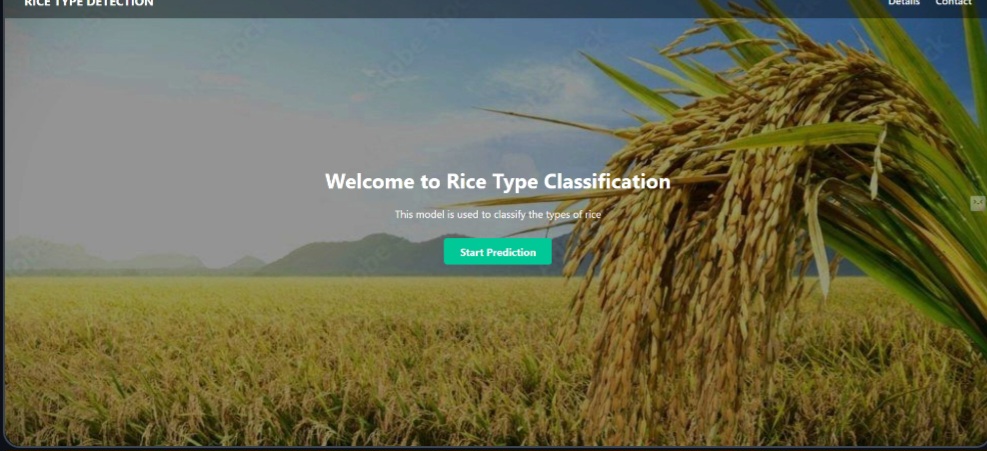 RICE TYPE DETECTION
Details Contact
Welcome to Rice Type Classification
This model is used to classify the types of rice
Start Prediction